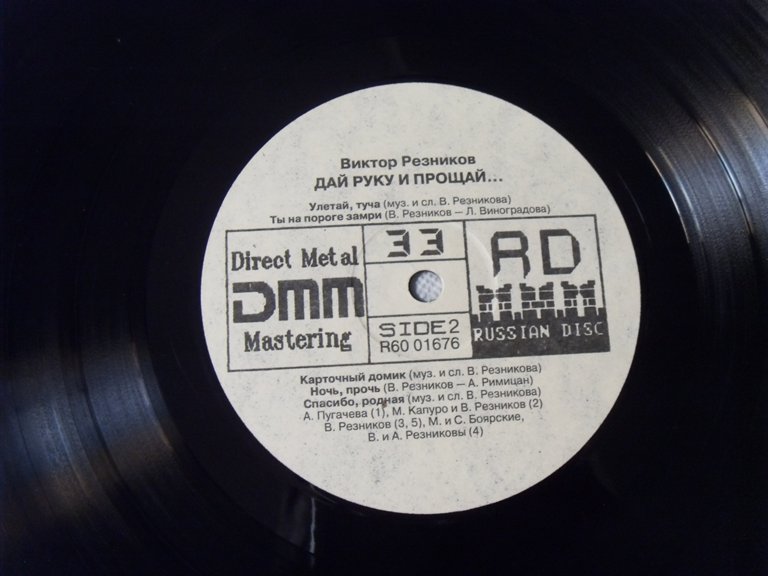 Виктор Резников
ДАЙ РУКУ И ПРОЩАЙ...
Улетай, туча (муз. и сл. В. Резникова)
Ты на пороге замри (В. Резников — Л. Виноградова)
Direct Metal
DMM
Mastering
33
SIDE 2
R60 01676
RD
RUSSIAN DISC
Карточный домик (муз. и сл. В. Резникова)
Ночь, прочь (В. Резников — А. Римицан)
Спасибо, родная (муз. и сл. В. Резникова)
А. Пугачева (1), М. Капуро и В. Резников (2)
В. Резников (3, 5), М. и С. Боярские,
В. и А. Резниковы (4)